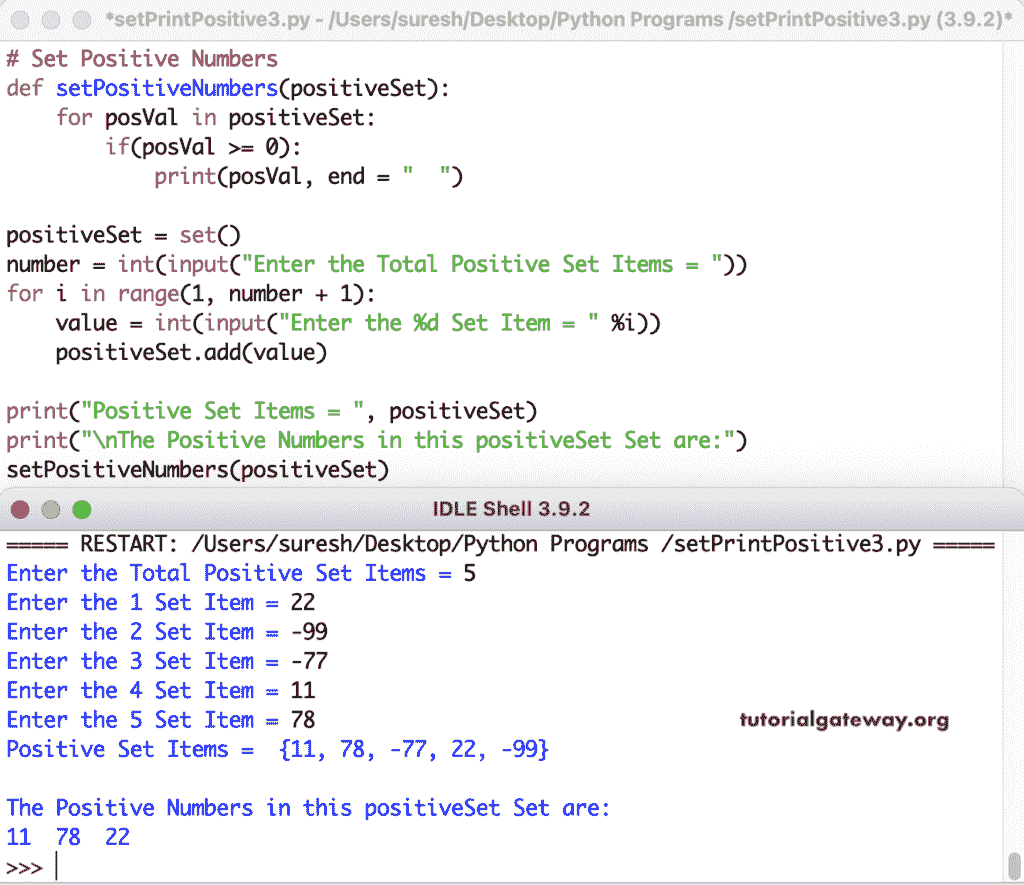 *setPrintPositive3.py - /Users/suresh/Desktop/Python Programs /setPrintPositive3.py (3.9.2)*
# Set Positive Numbers
def setPositiveNumbers(positiveSet):
    for posVal in positiveSet:
        if(posVal >= 0):
            print(posVal, end = "  ")

positiveSet = set()
number = int(input("Enter the Total Positive Set Items = "))
for i in range(1, number + 1):
    value = int(input("Enter the %d Set Item = " %i))
    positiveSet.add(value)

print("Positive Set Items = ", positiveSet)
print("\nThe Positive Numbers in this positiveSet Set are:")
setPositiveNumbers(positiveSet)
IDLE Shell 3.9.2
===== RESTART: /Users/suresh/Desktop/Python Programs /setPrintPositive3.py =====
Enter the Total Positive Set Items = 5
Enter the 1 Set Item = 22
Enter the 2 Set Item = -99
Enter the 3 Set Item = -77
Enter the 4 Set Item = 11
Enter the 5 Set Item = 78
tutorialgateway.org
Positive Set Items =  {11, 78, -77, 22, -99}

The Positive Numbers in this positiveSet Set are:
11  78  22
>>>